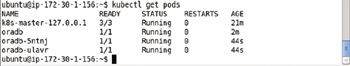 ubuntu@ip-172-30-1-156:~$ kubectl get pods
NAME READY STATUS RESTARTS AGE
k8s-master-127.0.0.1 3/3 Running 0 21m
oradb 1/1 Running 0 2m
oradb-5ntmj 1/1 Running 0 44s
oradb-ulavr 1/1 Running 0 44s
ubuntu@ip-172-30-1-156:~$